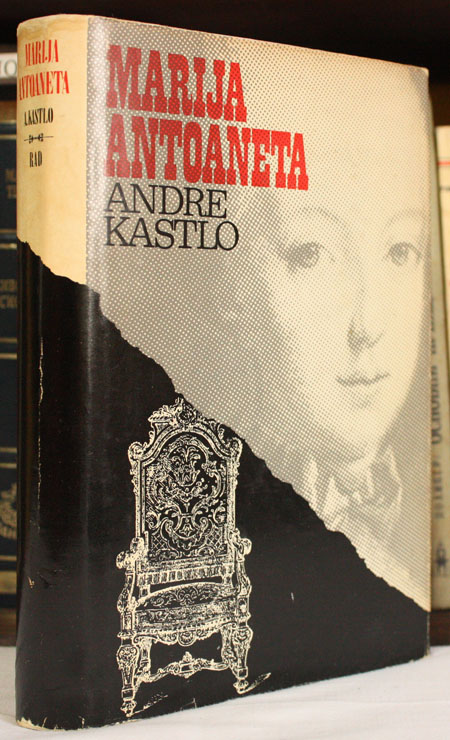 MARIJA
ANTOANETA
A. KASTLO
RAD
MARIJA
ANTOANETA
ANDRE
KASTLO